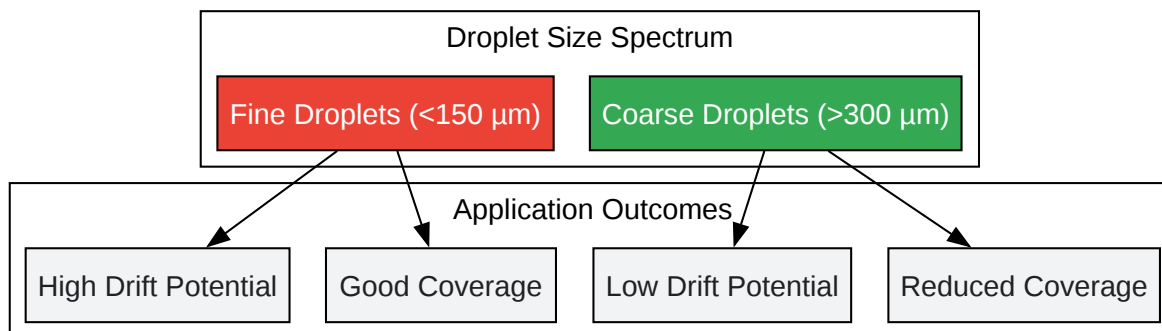 Droplet Size Spectrum
Fine Droplets (<150 µm)
Coarse Droplets (>300 µm)
Application Outcomes
High Drift Potential
Good Coverage
Low Drift Potential
Reduced Coverage